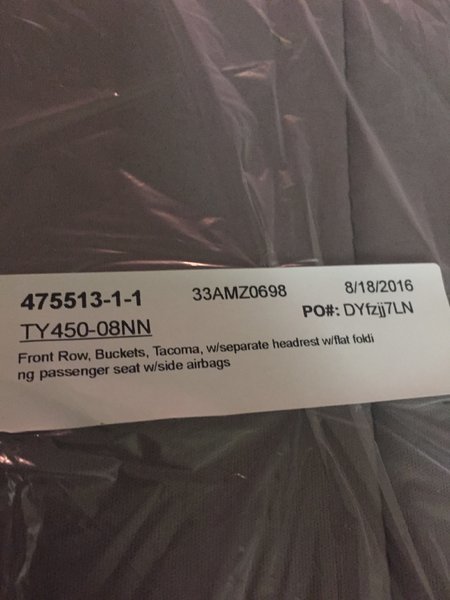 475513-1-1 33AMZ0698 8/18/2016
TY450-08NN PO#: DYfzjj7LN
Front Row, Buckets, Tacoma, w/separate headrest w/flat foldi
ng passenger seat w/side airbags